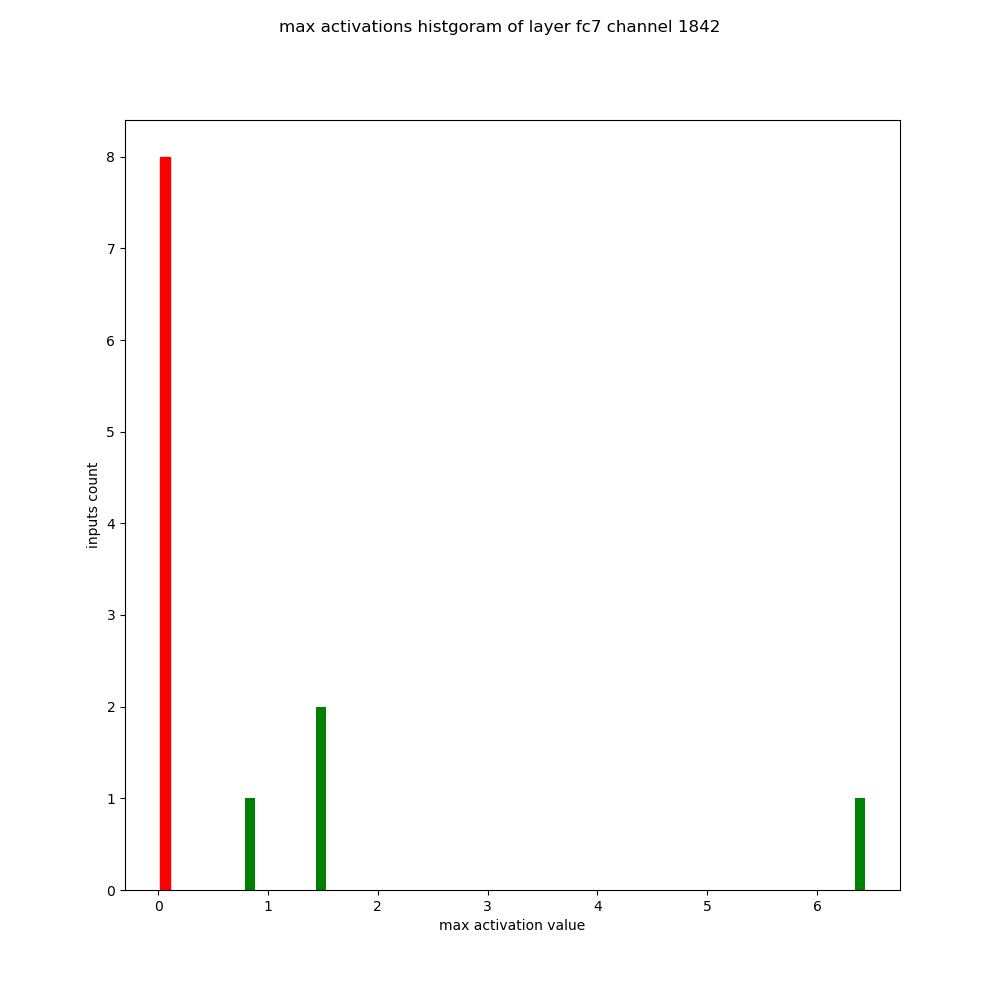 max activations histgoram of layer fc7 channel 1842
8
7
6
5
4
3
2
1
0
inputs count
0 1 2 3 4 5 6
max activation value